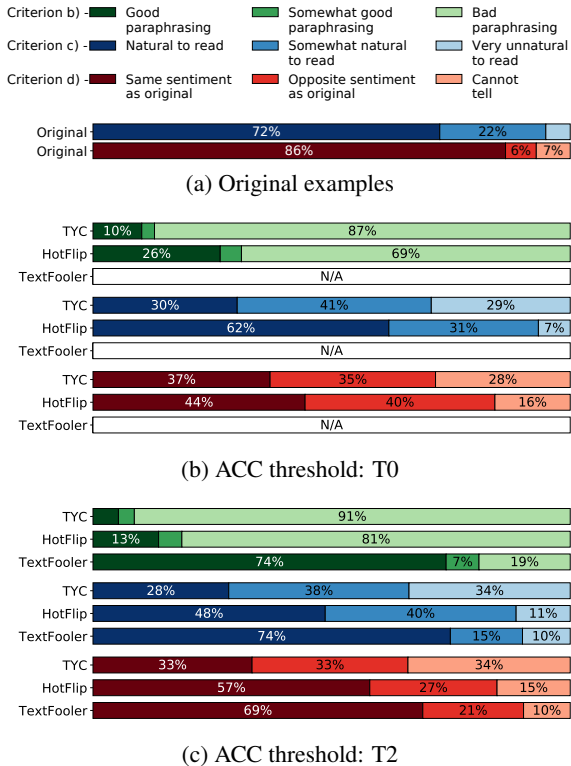 Criterion b) - Good paraphrasing Somewhat good paraphrasing Bad paraphrasing
Criterion c) - Natural to read Somewhat natural to read Very unnatural to read
Criterion d) - Same sentiment as original Opposite sentiment as original Cannot tell
Original 72% 22%
Original 86% 6% 7%
(a) Original examples
TYC 10% 87%
HotFlip 26% 69%
TextFooler N/A
TYC 30% 41% 29%
HotFlip 62% 31% 7%
TextFooler N/A
TYC 37% 35% 28%
HotFlip 44% 40% 16%
TextFooler N/A
(b) ACC threshold: T0
TYC 91%
HotFlip 13% 81%
TextFooler 74% 7% 19%
TYC 28% 38% 34%
HotFlip 48% 40% 11%
TextFooler 74% 15% 10%
TYC 33% 33% 34%
HotFlip 57% 27% 15%
TextFooler 69% 21% 10%
(c) ACC threshold: T2